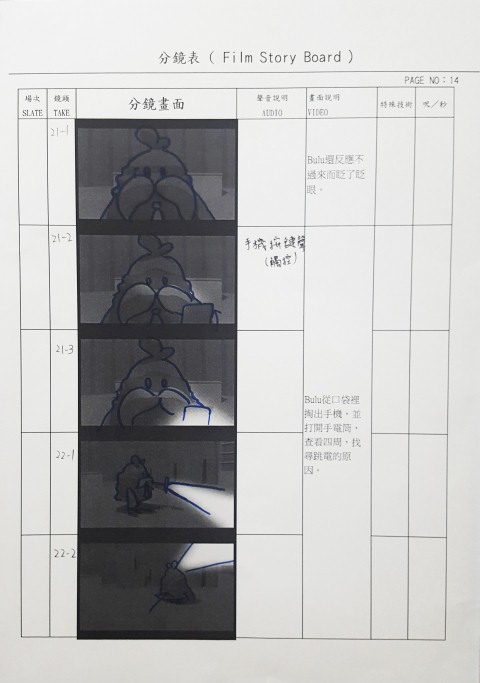 分鏡表 ( Film Story Board )
PAGE NO：14
場次 鏡頭 分鏡畫面 聲音說明 畫面說明 特殊技術 呎／秒
SLATE TAKE AUDIO VIDEO
21-1
Bulu還反應不
過來而眨了眨
眼。
21-2
手機按鍵聲
(觸控)
21-3
Bulu從口袋裡
掏出手機，並
打開手電筒，
查看四周，找
尋跳電的原
因。
22-1
22-2